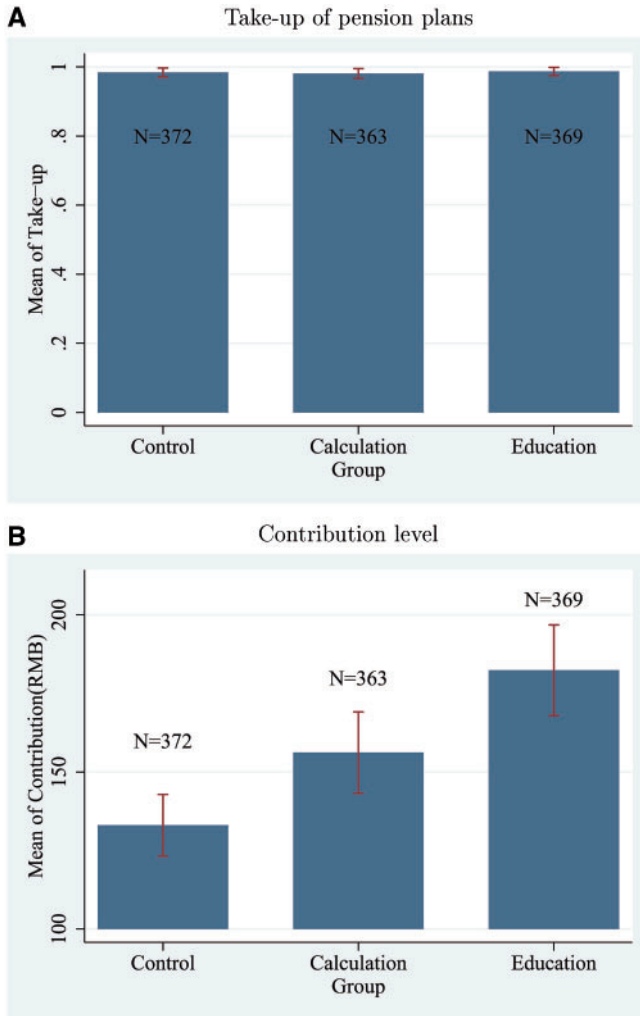 A
Take-up of pension plans
Mean of Take-up
1
.8
.6
.4
.2
0
N=372
N=363
N=369
Control
Calculation
Education
Group
B
Contribution level
Mean of Contribution(RMB)
200
150
100
N=372
N=363
N=369
Control
Calculation
Education
Group